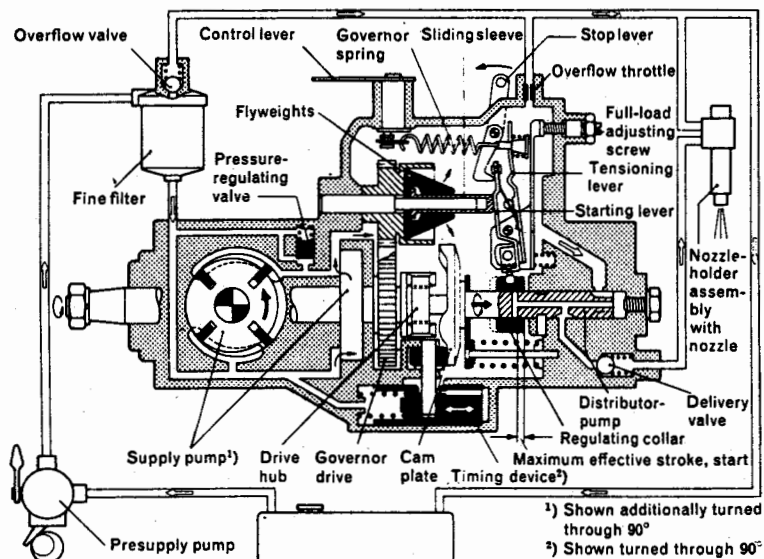 Overflow valve
Control lever
Governor
spring
Sliding sleeve
Stop lever
Overflow throttle
Flyweights
Full-load
adjusting
screw
Fine filter
Pressure-
regulating
valve
Tensioning
lever
Starting lever
Nozzle-
holder
assem-
bly
with
nozzle
Supply pump¹)
Drive
hub
Governor
drive
Cam
plate
Timing device²)
Distributor-
pump
Delivery
valve
Regulating collar
Maximum effective stroke, start
Presupply pump
¹) Shown additionally turned
through 90°
²) Shown turned through 90°